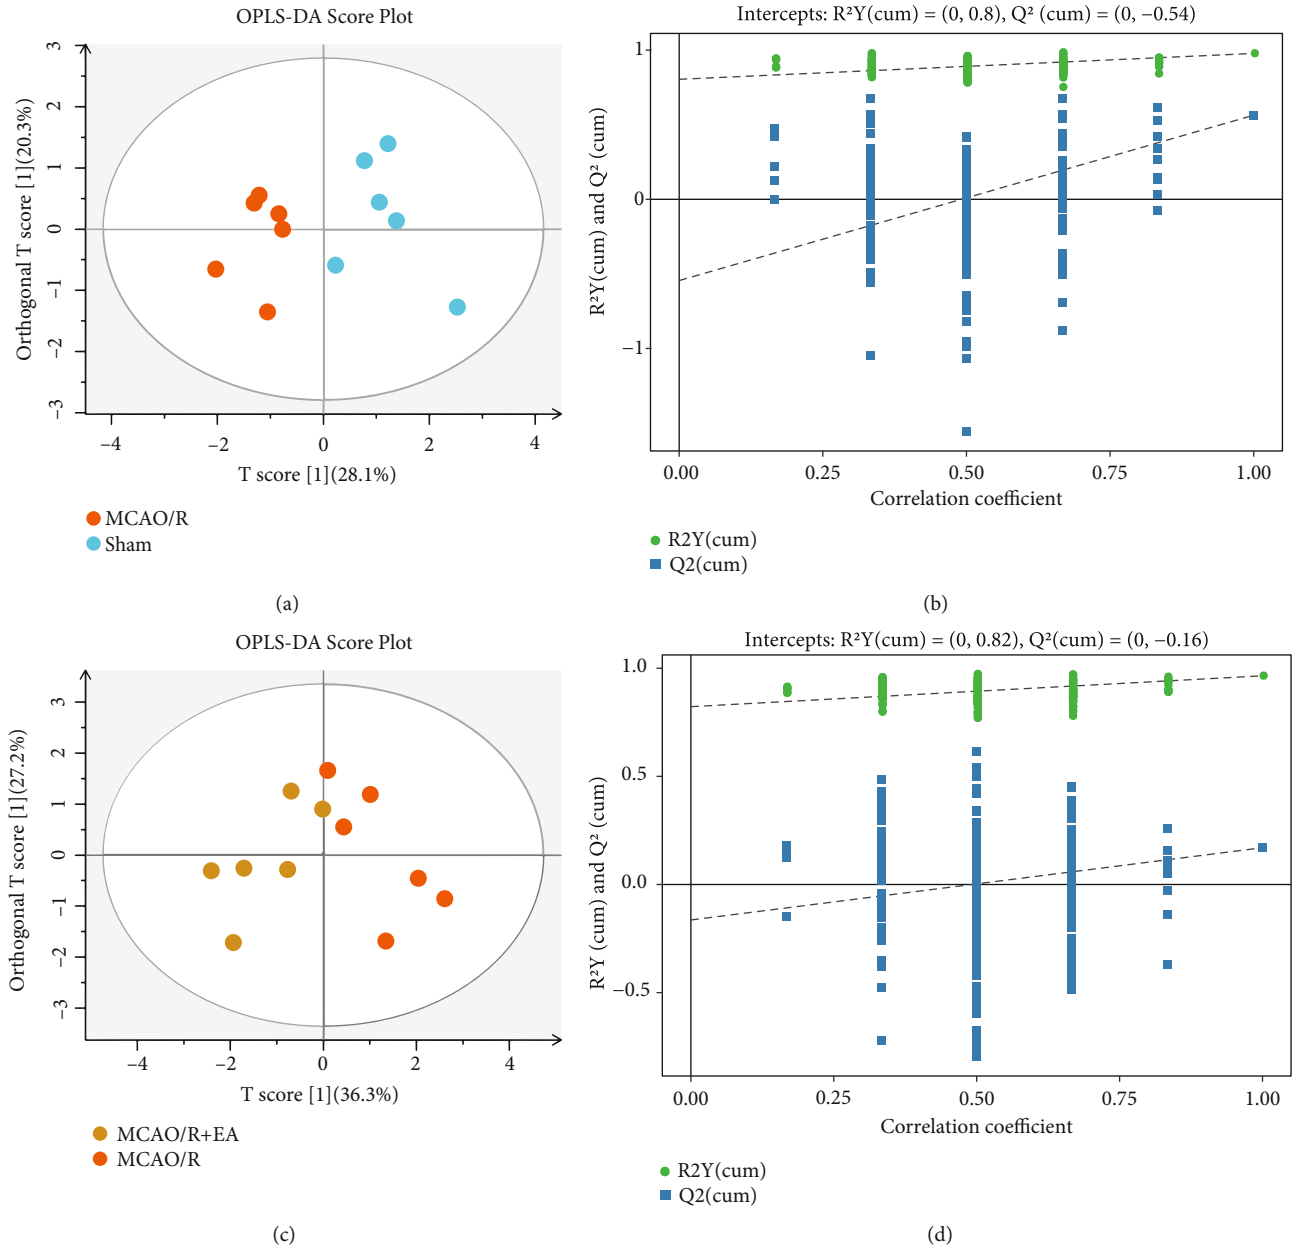 OPLS-DA Score Plot
3
2
1
0
−1
−2
−3
Orthogonal T score [1](20.3%)
−4
−2
0
2
4
T score [1](28.1%)
MCAO/R
Sham
(a)
Intercepts: R²Y(cum) = (0, 0.8), Q² (cum) = (0, −0.54)
1
0
−1
R²Y(cum) and Q² (cum)
0.00
0.25
0.50
0.75
1.00
Correlation coefficient
R2Y(cum)
Q2(cum)
(b)
OPLS-DA Score Plot
3
2
1
0
−1
−2
−3
Orthogonal T score [1](27.2%)
−4
−2
0
2
4
T score [1](36.3%)
MCAO/R+EA
MCAO/R
(c)
Intercepts: R²Y(cum) = (0, 0.82), Q²(cum) = (0, −0.16)
1.0
0.5
0.0
−0.5
R²Y (cum) and Q² (cum)
0.00
0.25
0.50
0.75
1.00
Correlation coefficient
R2Y(cum)
Q2(cum)
(d)